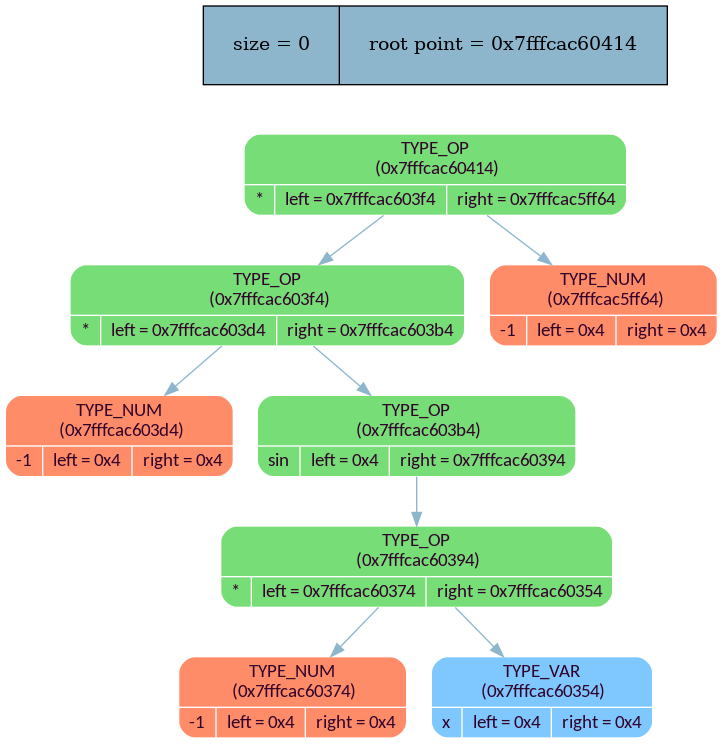 size = 0 root point = 0x7fffcac60414
TYPE_OP
(0x7fffcac60414)
* left = 0x7fffcac603f4 right = 0x7fffcac5ff64
TYPE_OP
(0x7fffcac603f4)
* left = 0x7fffcac603d4 right = 0x7fffcac603b4
TYPE_NUM
(0x7fffcac5ff64)
-1 left = 0x4 right = 0x4
TYPE_NUM
(0x7fffcac603d4)
-1 left = 0x4 right = 0x4
TYPE_OP
(0x7fffcac603b4)
sin left = 0x4 right = 0x7fffcac60394
TYPE_OP
(0x7fffcac60394)
* left = 0x7fffcac60374 right = 0x7fffcac60354
TYPE_NUM
(0x7fffcac60374)
-1 left = 0x4 right = 0x4
TYPE_VAR
(0x7fffcac60354)
x left = 0x4 right = 0x4